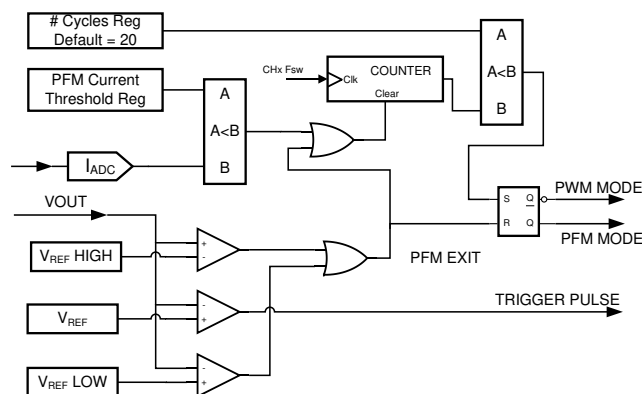 # Cycles Reg
Default = 20
A
A<B
B
PFM Current
Threshold Reg
A
A<B
B
CHx Fsw
Clk
COUNTER
Clear
IADC
VOUT
S
Q
R
Q
PWM MODE
PFM MODE
VREF HIGH
+
-
PFM EXIT
VREF
-
+
TRIGGER PULSE
VREF LOW
-
+